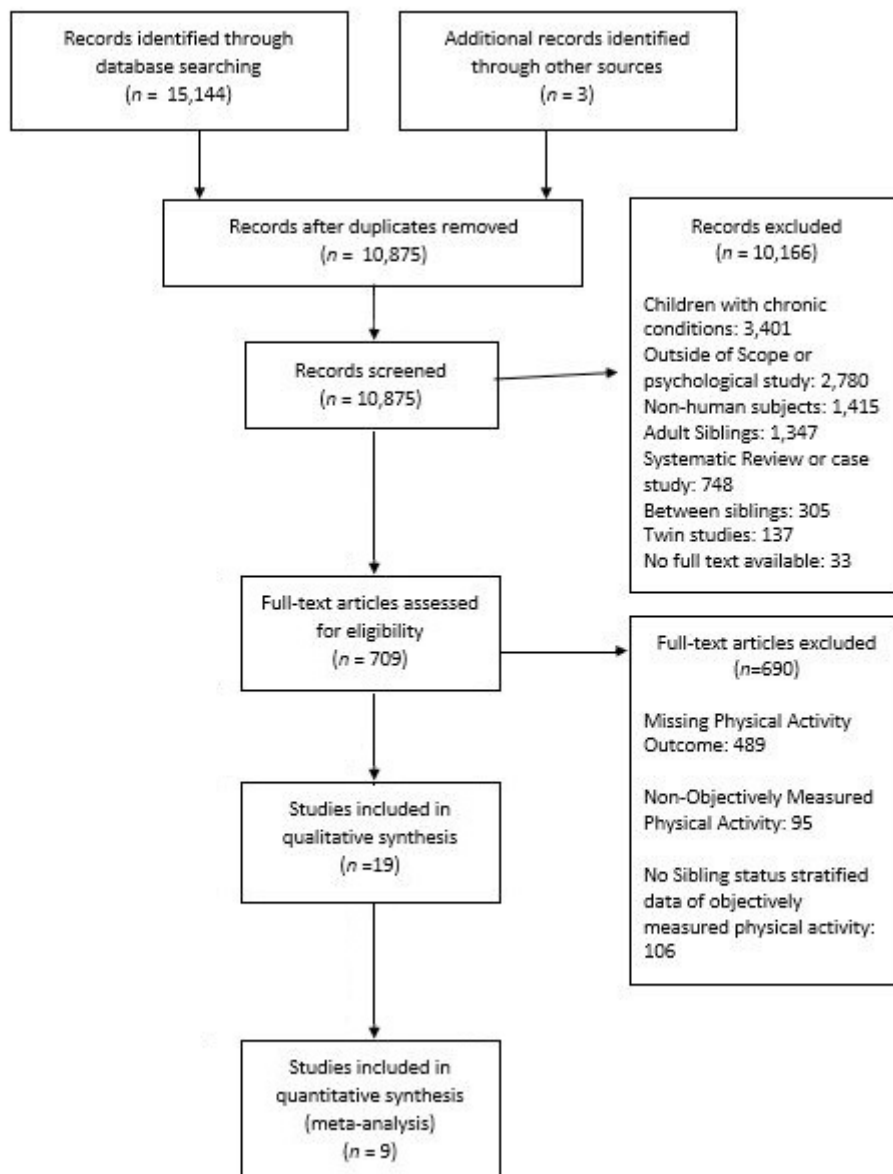 Records identified through
database searching
(n = 15,144)
Additional records identified
through other sources
(n = 3)
Records after duplicates removed
(n = 10,875)
Records excluded
(n = 10,166)
Children with chronic
conditions: 3,401
Outside of Scope or
psychological study: 2,780
Non-human subjects: 1,415
Adult Siblings: 1,347
Systematic Review or case
study: 748
Between siblings: 305
Twin studies: 137
No full text available: 33
Records screened
(n = 10,875)
Full-text articles assessed
for eligibility
(n = 709)
Full-text articles excluded
(n=690)
Missing Physical Activity
Outcome: 489
Non-Objectively Measured
Physical Activity: 95
No Sibling status stratified
data of objectively
measured physical activity:
106
Studies included in
qualitative synthesis
(n =19)
Studies included in
quantitative synthesis
(meta-analysis)
(n = 9)